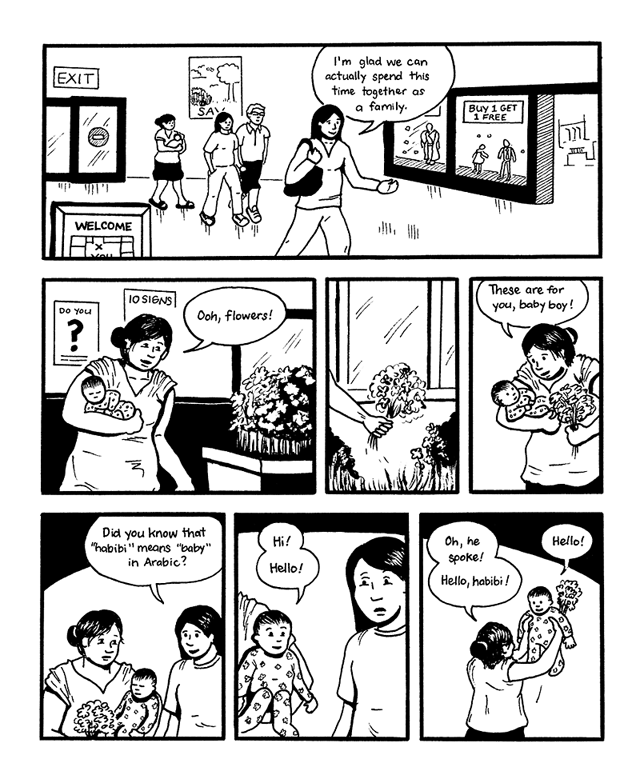 I'm glad we can
actually spend this
time together as
a family.
EXIT
SAV
BUY 1 GET
1 FREE
WELCOME
X
YOU
Ooh, flowers!
DO YOU
?
10 SIGNS
These are for
you, baby boy!
Did you know that
"habibi" means "baby"
in Arabic?
Hi!
Hello!
Oh, he
spoke!
Hello, habibi!
Hello!